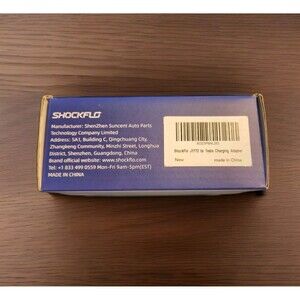 SHOCKFLO
Manufacturer: ShenZhen Suncent Auto Parts
Technology Company Limited
Address: 5A1, Building C, Qingchuang City,
Zhangkeng Community, Minzhi Street, Longhua
District, Shenzhen, Guangdong, China
Brand official website: www.shockflo.com
Tel: +1 833 499 0559 Mon-Fri 9am-5pm(EST)
MADE IN CHINA
ShockFlo J1772 to Tesla Charging Adapter
New
made in China